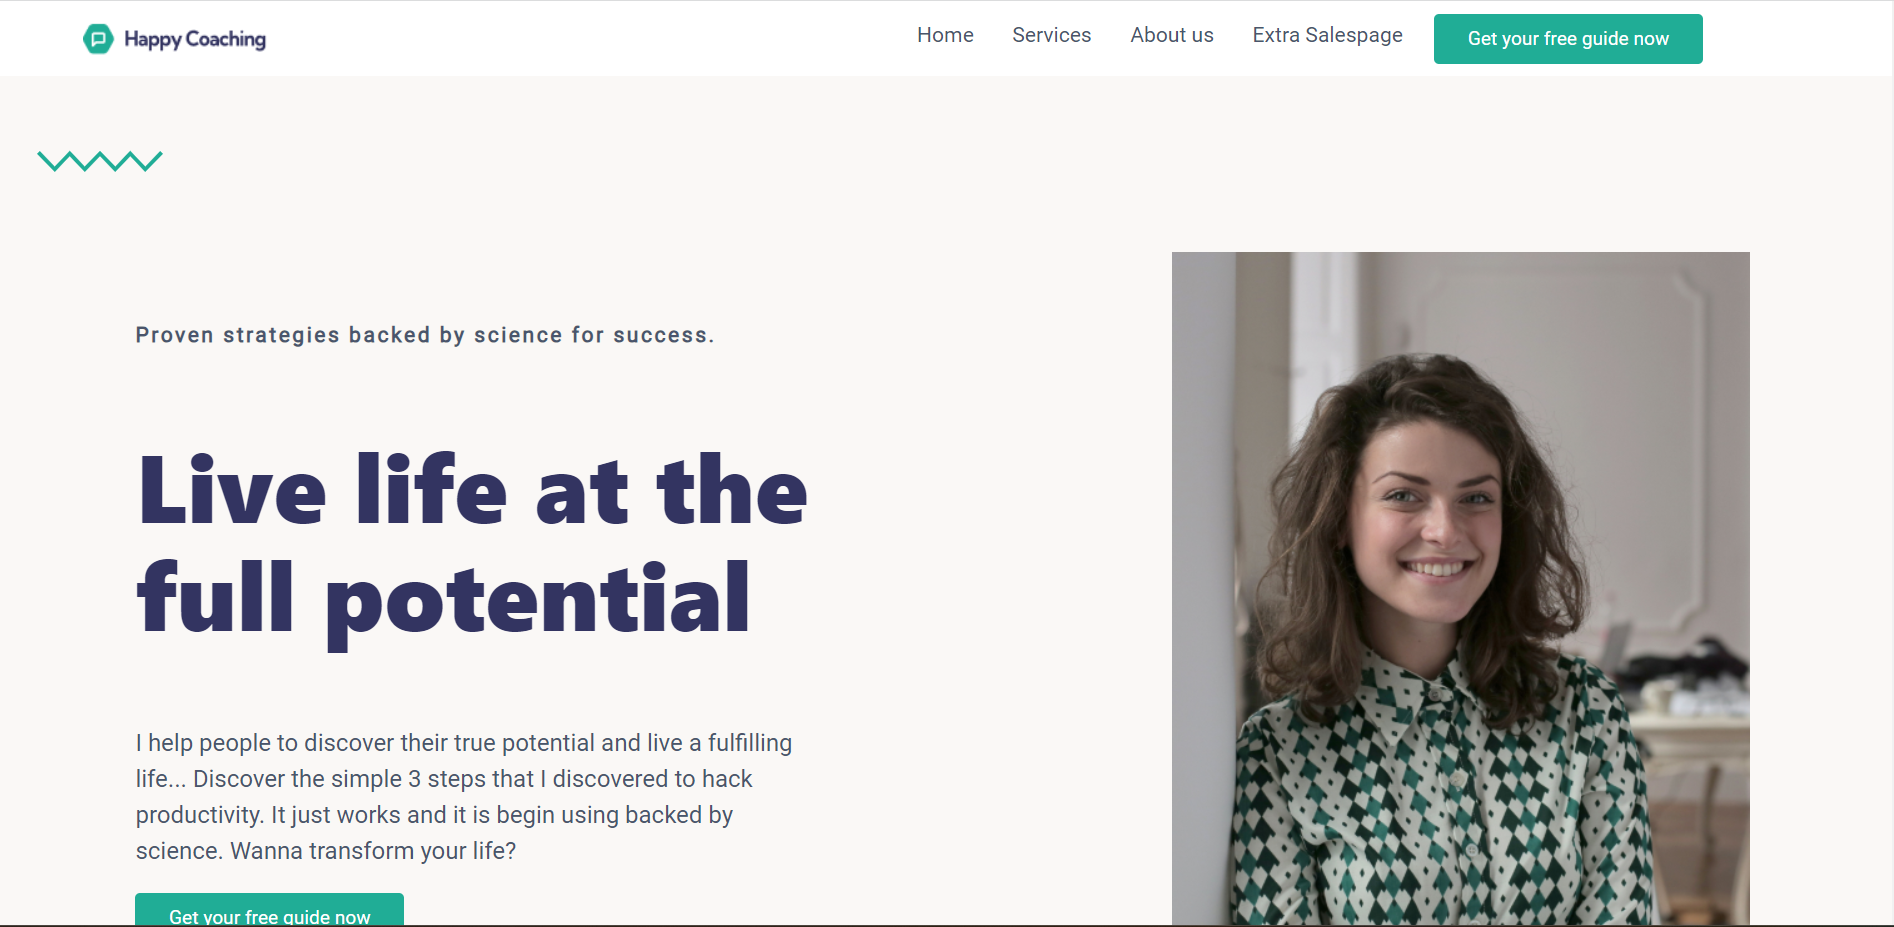 Happy Coaching
Home
Services
About us
Extra Salespage
Get your free guide now
Proven strategies backed by science for success.
Live life at the
full potential
I help people to discover their true potential and live a fulfilling
life... Discover the simple 3 steps that I discovered to hack
productivity. It just works and it is begin using backed by
science. Wanna transform your life?
Get your free guide now